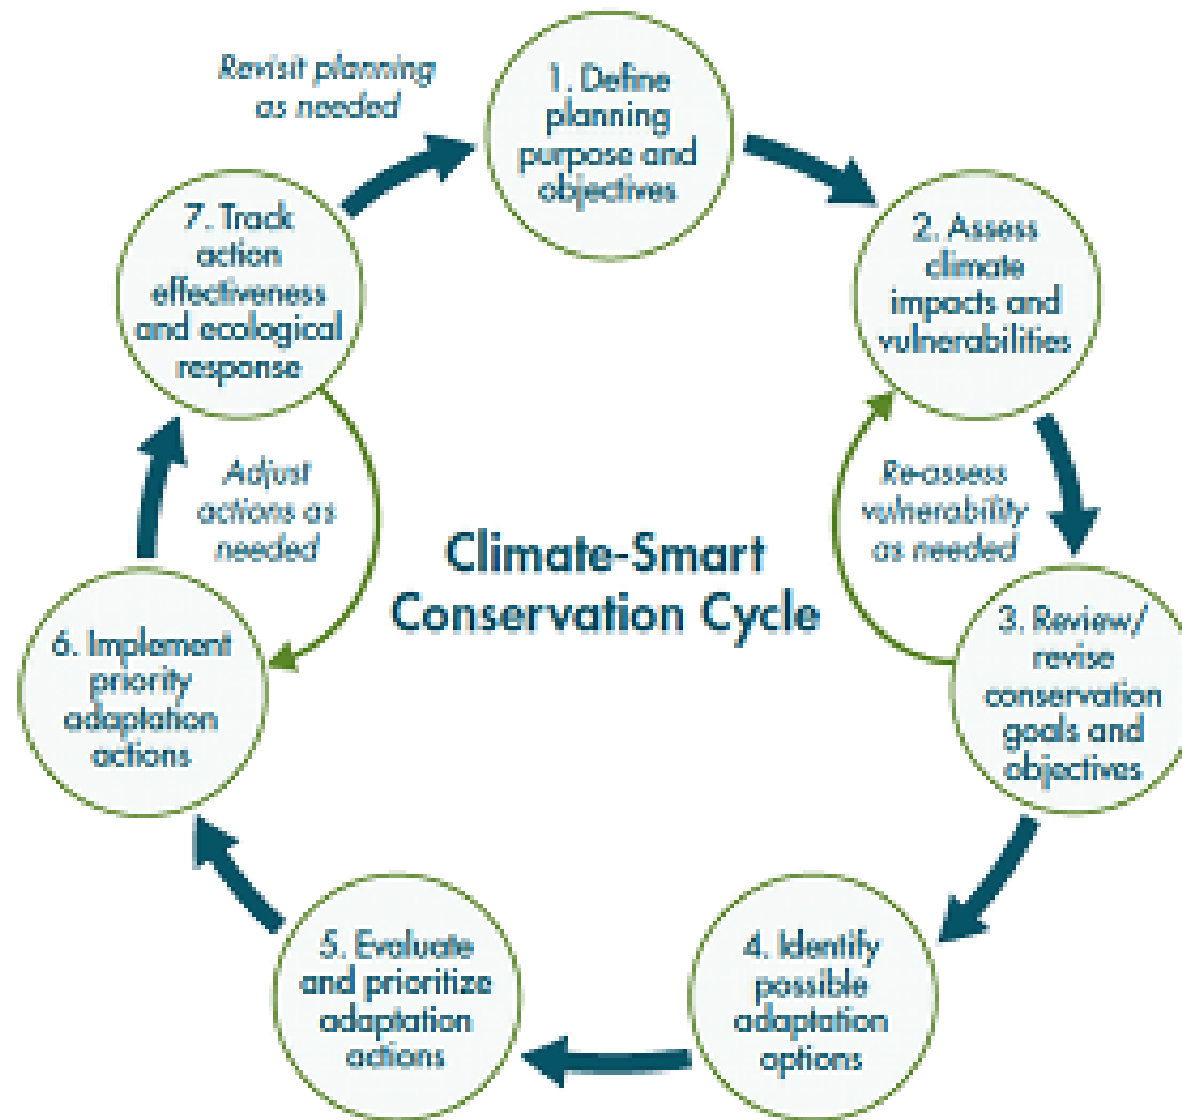 Revisit planning
as needed
1. Define
planning
purpose and
objectives
2. Assess
climate
impacts and
vulnerabilities
Re-assess
vulnerability
as needed
3. Review/
revise
conservation
goals and
objectives
4. Identify
possible
adaptation
options
5. Evaluate
and prioritize
adaptation
actions
6. Implement
priority
adaptation
actions
7. Track
action
effectiveness
and ecological
response
Adjust
actions as
needed
Climate-Smart
Conservation Cycle